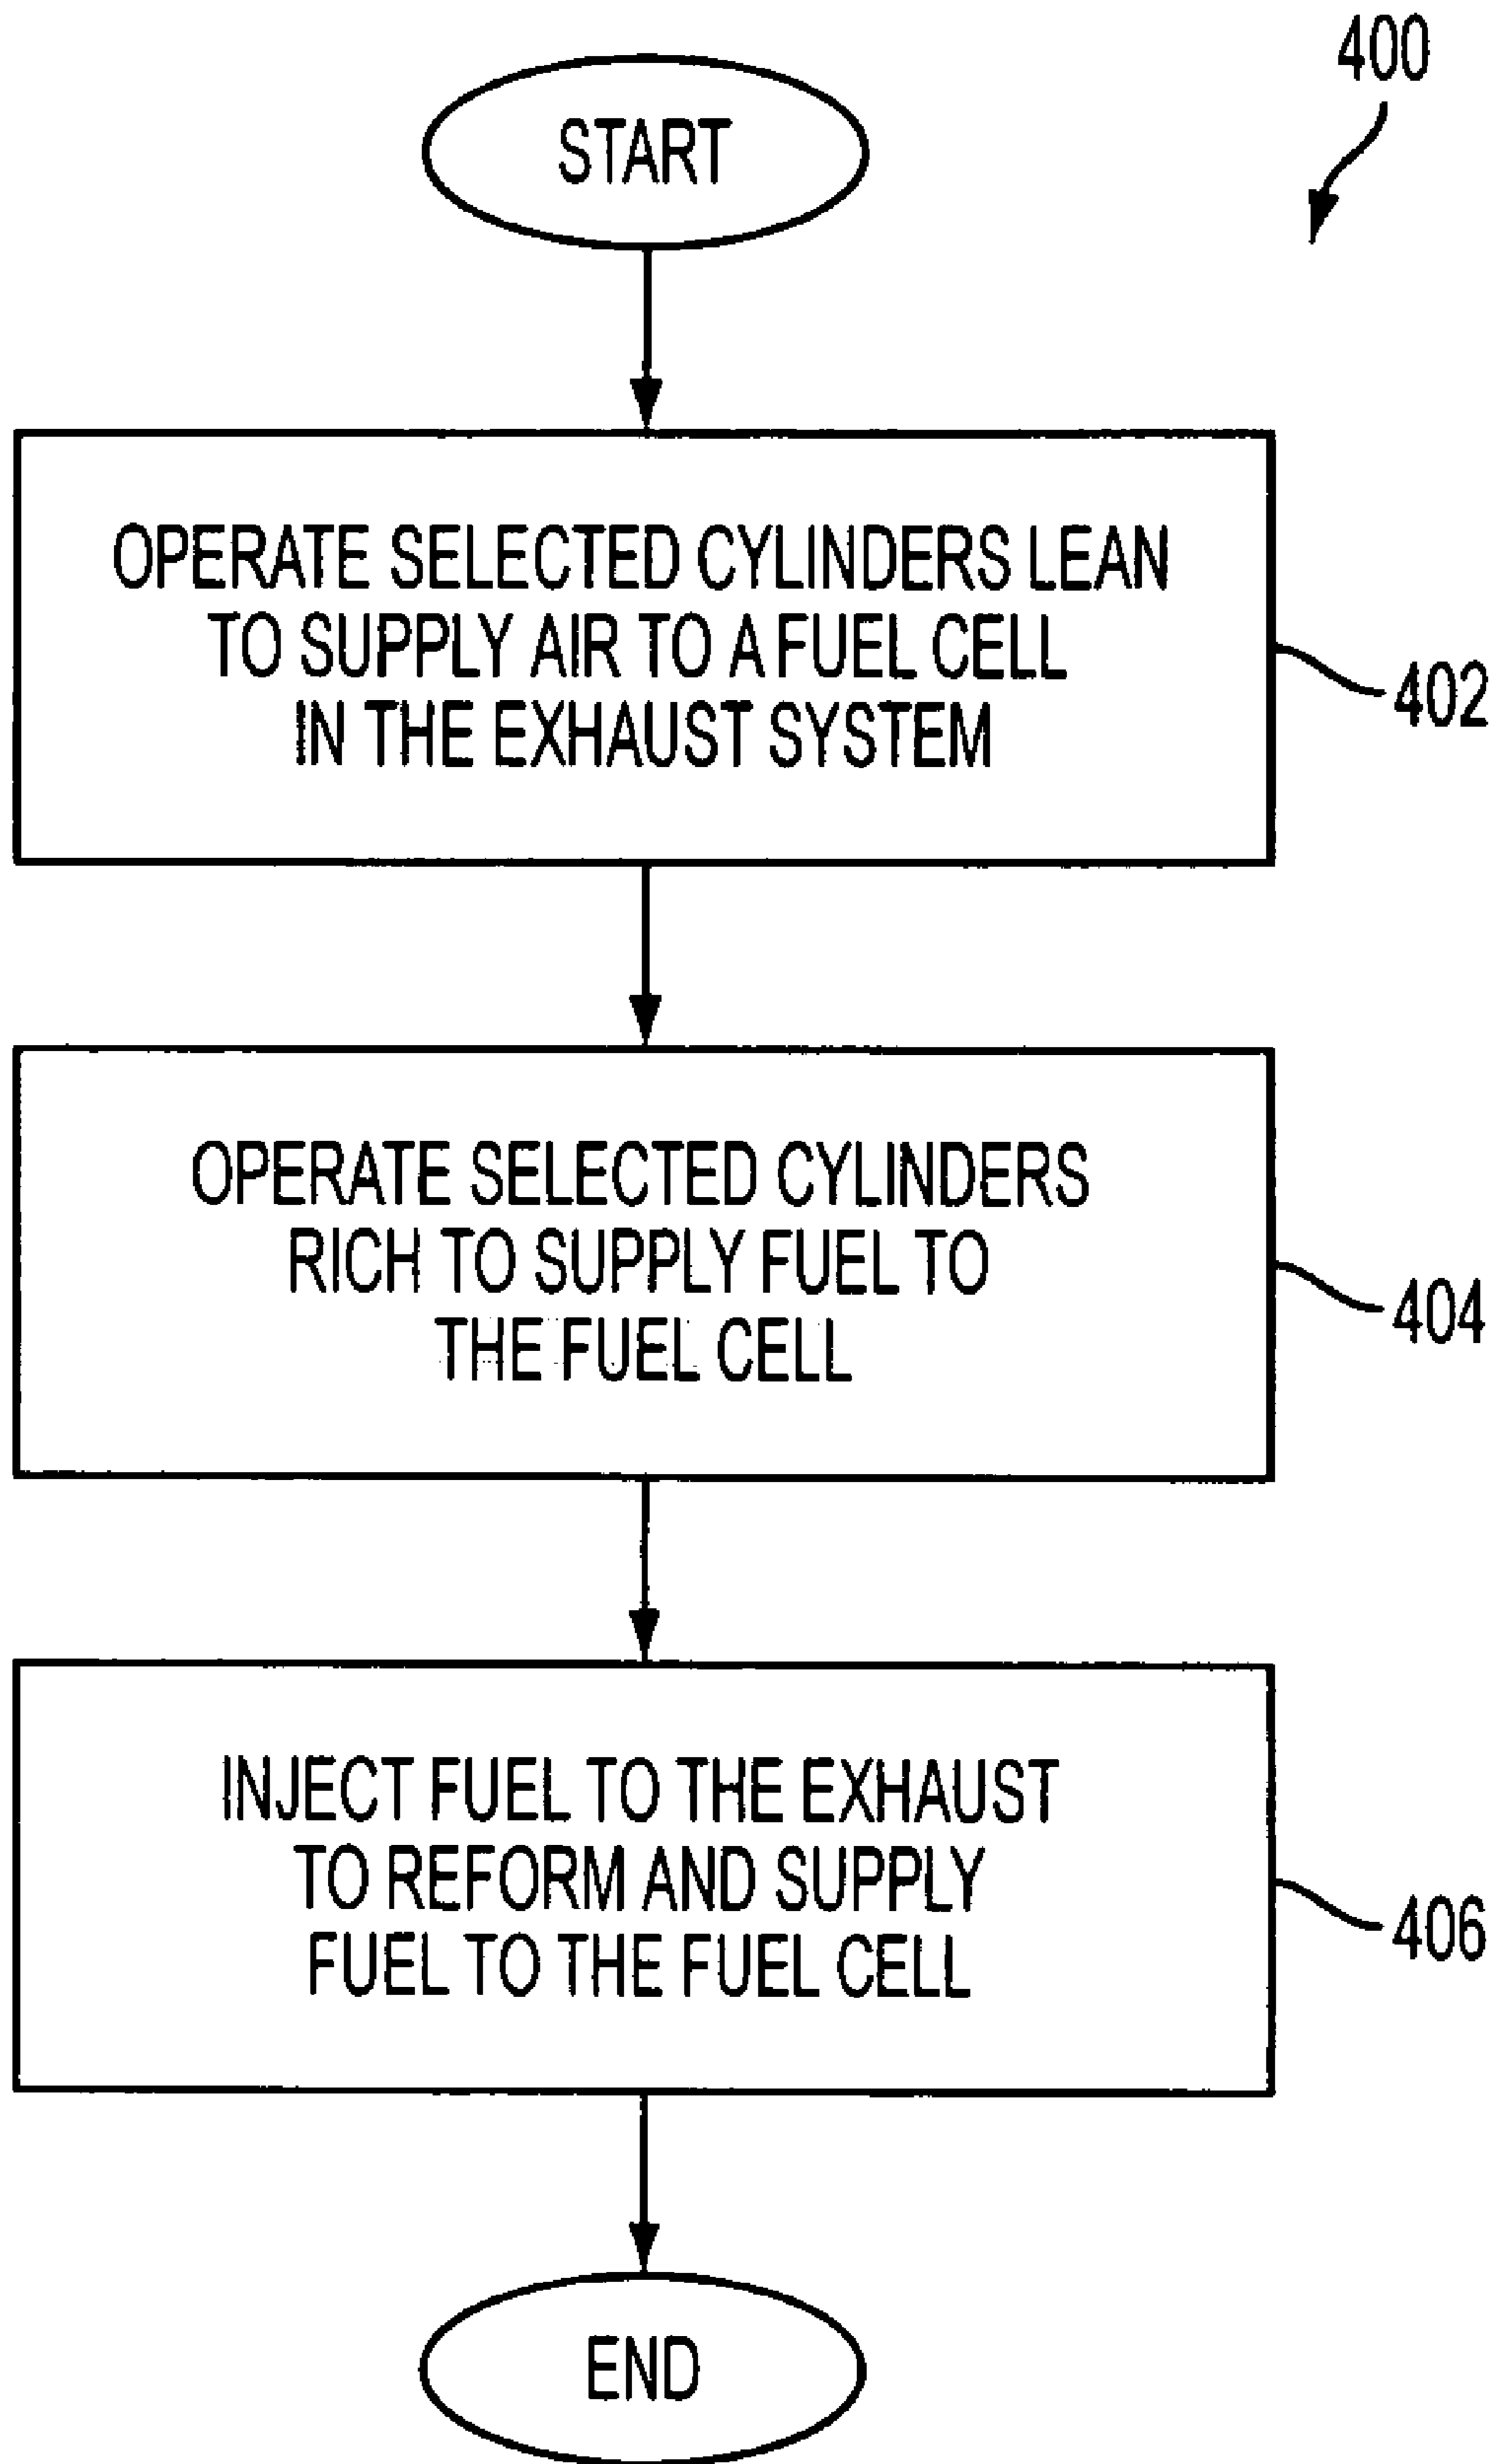 400
START
OPERATE SELECTED CYLINDERS LEAN
TO SUPPLY AIR TO A FUEL CELL
IN THE EXHAUST SYSTEM
402
OPERATE SELECTED CYLINDERS
RICH TO SUPPLY FUEL TO
THE FUEL CELL
404
INJECT FUEL TO THE EXHAUST
TO REFORM AND SUPPLY
FUEL TO THE FUEL CELL
406
END